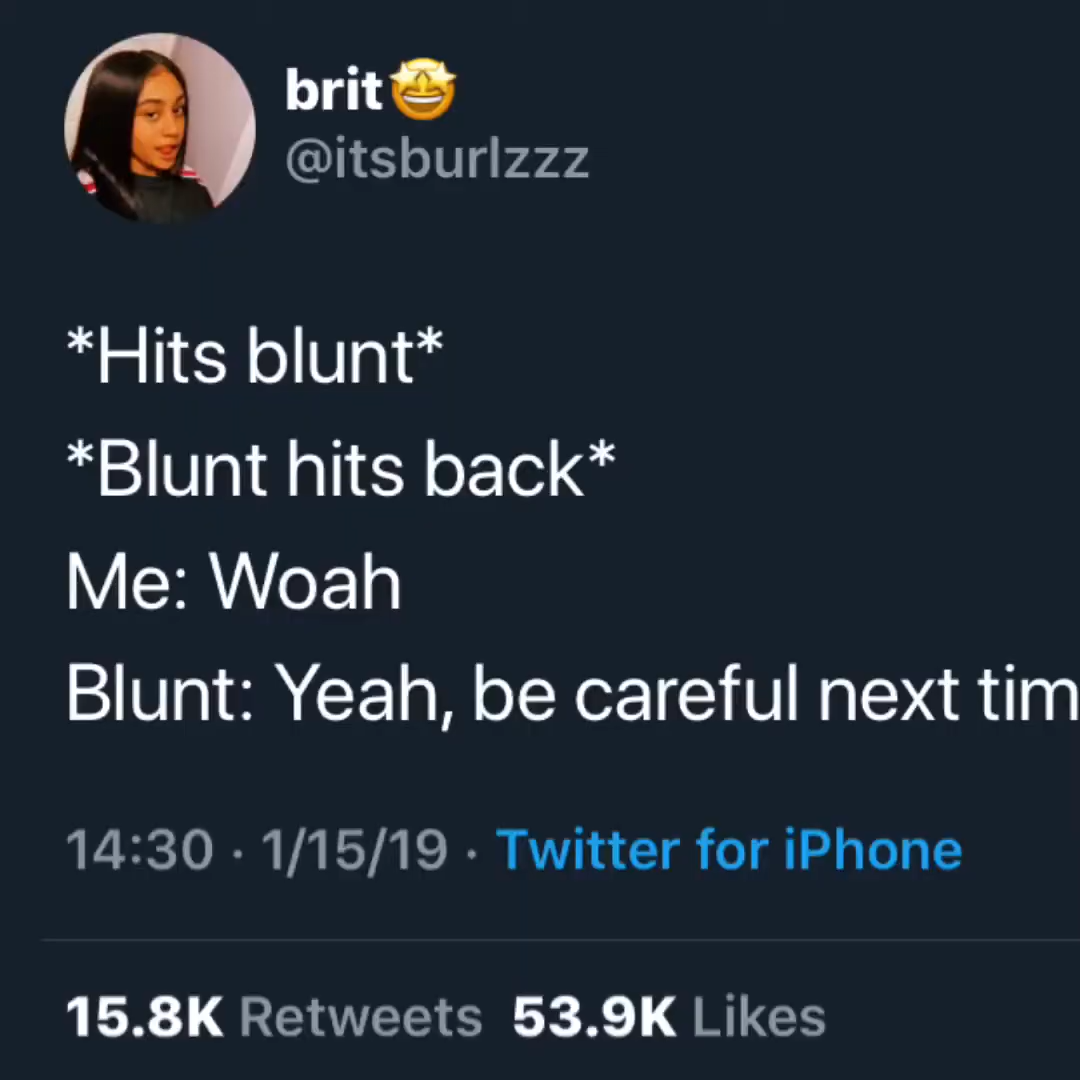 brit🤩
@itsburlzzz
*Hits blunt*
*Blunt hits back*
Me: Woah
Blunt: Yeah, be careful next tim
14:30 · 1/15/19 · Twitter for iPhone
15.8K Retweets 53.9K Likes